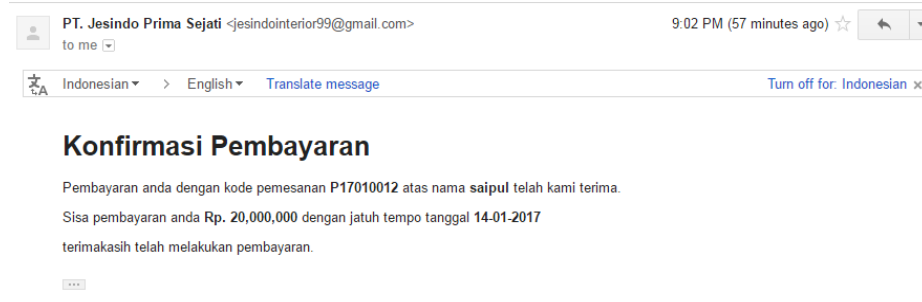 PT. Jesindo Prima Sejati <jesindointerior99@gmail.com> 9:02 PM (57 minutes ago)
to me
Indonesian > English Translate message Turn off for: Indonesian x
Konfirmasi Pembayaran
Pembayaran anda dengan kode pemesanan P17010012 atas nama saipul telah kami terima.
Sisa pembayaran anda Rp. 20,000,000 dengan jatuh tempo tanggal 14-01-2017
terimakasih telah melakukan pembayaran.